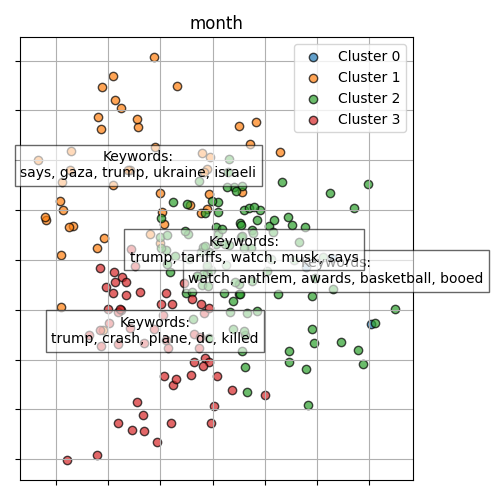 month
Cluster 0
Cluster 1
Cluster 2
Cluster 3
Keywords:
says, gaza, trump, ukraine, israeli
Keywords:
trump, tariffs, watch, musk, says
Keywords:
watch, anthem, awards, basketball, booed
Keywords:
trump, crash, plane, dc, killed